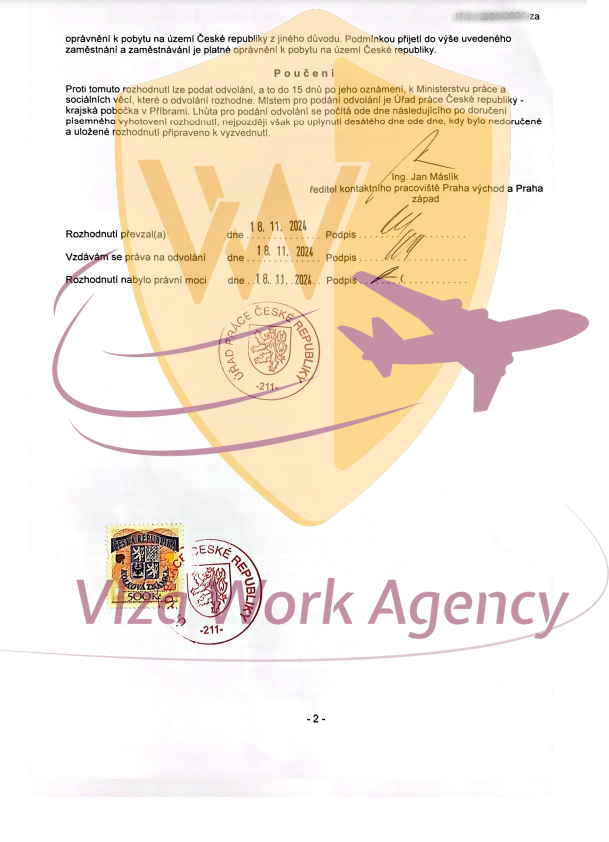 -za
oprávnění k pobytu na území České republiky z jiného důvodu. Podmínkou přijetí do výše uvedeného
zaměstnání a zaměstnávání je platné oprávnění k pobytu na území České republiky.
Poučení
Proti tomuto rozhodnutí lze podat odvolání, a to do 15 dnů po jeho oznámení, k Ministerstvu práce a
sociálních věcí, které o odvolání rozhodne. Místem pro podání odvolání je Úřad práce České republiky -
krajská pobočka v Příbrami. Lhůta pro podání odvolání se počítá ode dne následujícího po doručení
písemného vyhotovení rozhodnutí, nejpozději však po uplynutí desátého dne ode dne, kdy bylo nedoručené
a uložené rozhodnutí připraveno k vyzvednutí.
Ing. Jan Máslik
ředitel kontaktního pracoviště Praha východ a Praha
západ
Rozhodnutí převzal(a) dne 18. 11. 2024 Podpis
Vzdávám se práva na odvolání dne 18. 11. 2024 Podpis
Rozhodnutí nabylo právní moci dne 18. 11. 2024 Podpis
VW
ÚŘAD PRÁCE ČESKÉ REPUBLIKY
-211-
ČESKÁ REPUBLIKA
KOLKOVÁ ZNÁMKA
500Kč
ÚŘAD PRÁCE ČESKÉ REPUBLIKY
-211-
Viza Work Agency
- 2 -